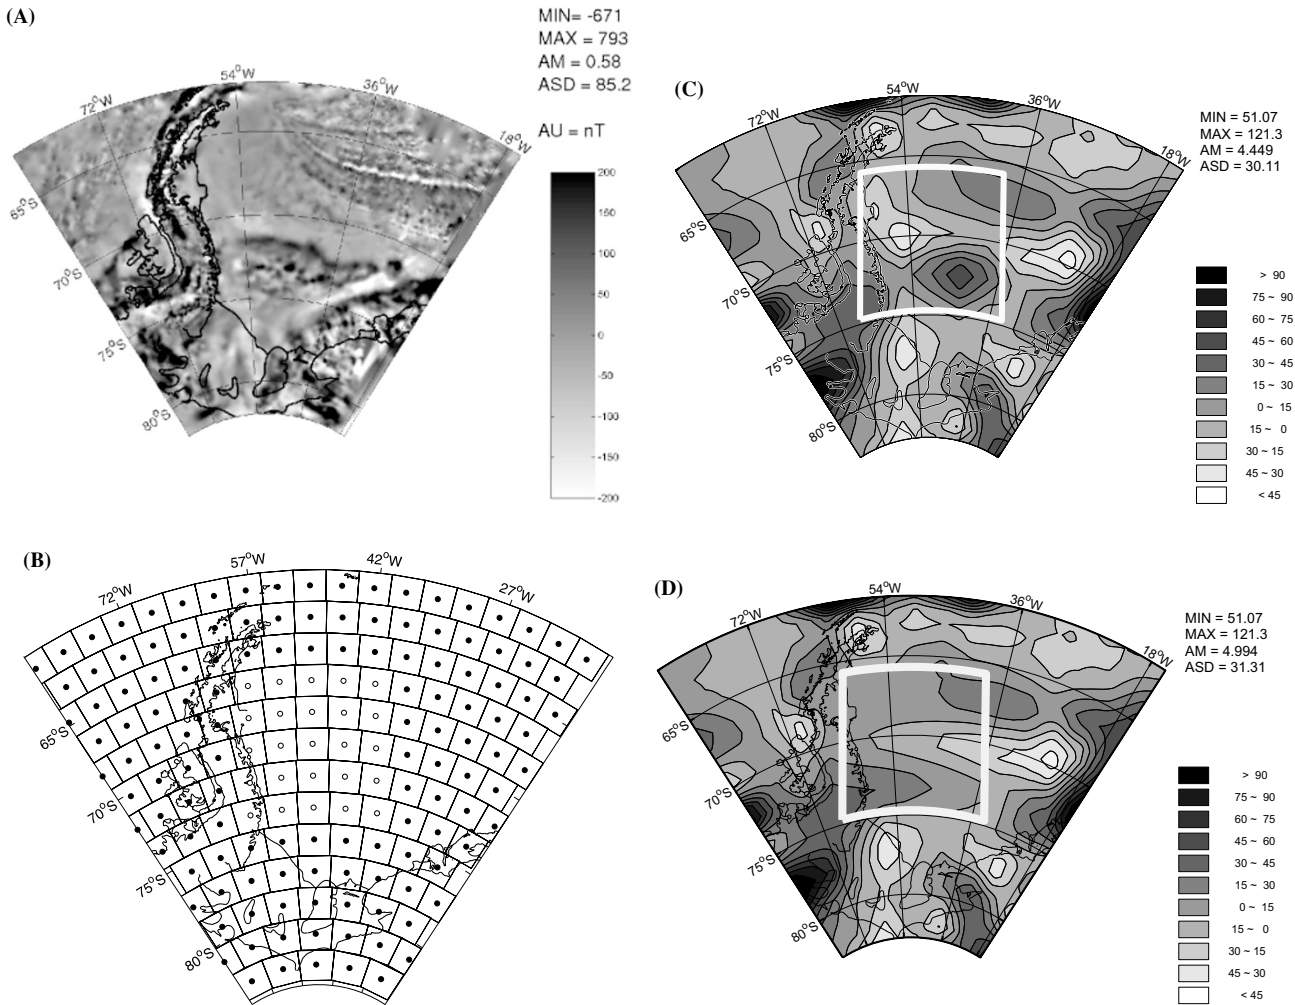 (A)
MIN= -671
MAX = 793
AM = 0.58
ASD = 85.2
AU = nT
72°W
54°W
36°W
18°W
65°S
70°S
75°S
80°S
200
150
100
50
0
-50
-100
-150
-200
(C)
72°W
54°W
36°W
18°W
65°S
70°S
75°S
80°S
MIN = 51.07
MAX = 121.3
AM = 4.449
ASD = 30.11
> 90
75 ~ 90
60 ~ 75
45 ~ 60
30 ~ 45
15 ~ 30
0 ~ 15
15 ~ 0
30 ~ 15
45 ~ 30
< 45
(B)
72°W
57°W
42°W
27°W
65°S
70°S
75°S
80°S
(D)
72°W
54°W
36°W
18°W
65°S
70°S
75°S
80°S
MIN = 51.07
MAX = 121.3
AM = 4.994
ASD = 31.31
> 90
75 ~ 90
60 ~ 75
45 ~ 60
30 ~ 45
15 ~ 30
0 ~ 15
15 ~ 0
30 ~ 15
45 ~ 30
< 45